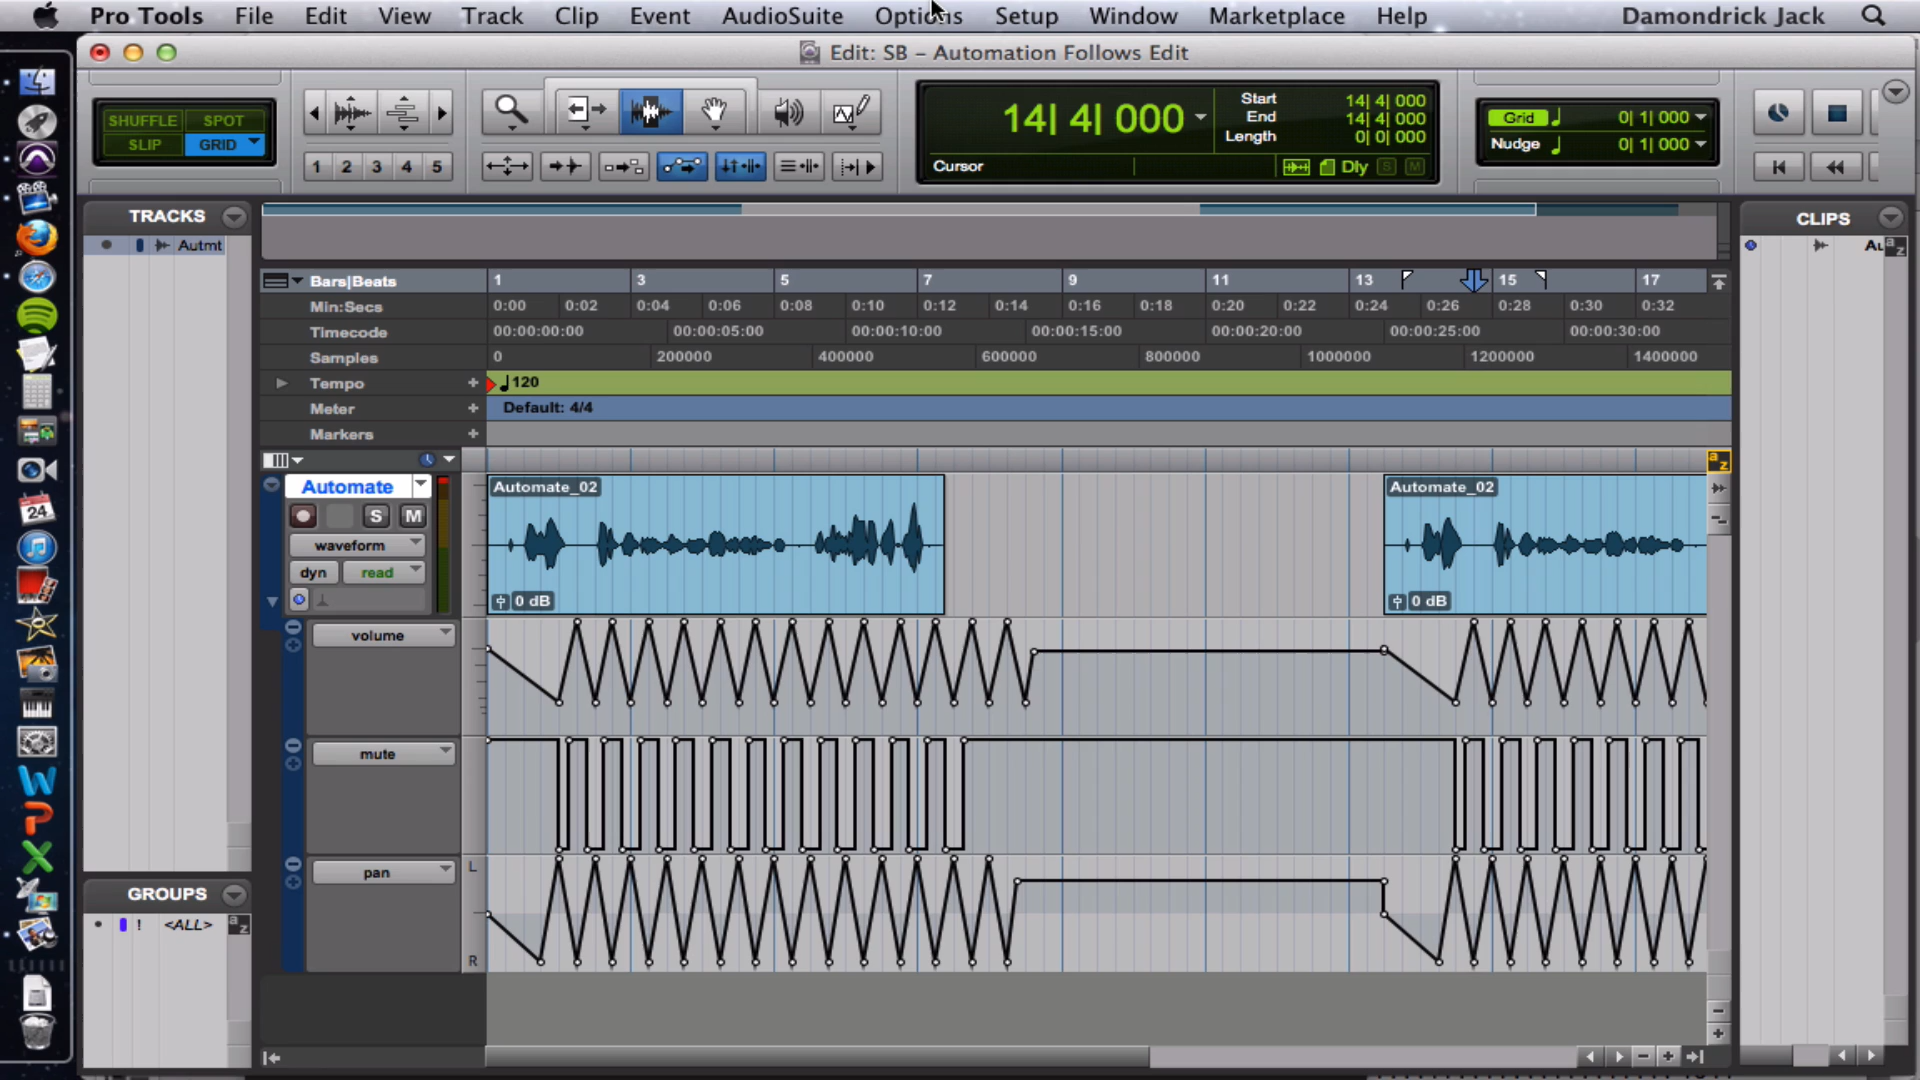 Pro Tools File Edit View Track Clip Event AudioSuite Options Setup Window Marketplace Help Damondrick Jack
Edit: SB – Automation Follows Edit
SHUFFLE SPOT
SLIP GRID
1 2 3 4 5
14| 4| 000
Start 14| 4| 000
End 14| 4| 000
Length 0| 0| 000
Cursor
Dly S M
Grid 0| 1| 000
Nudge 0| 1| 000
TRACKS
Autmt
CLIPS
a z
Bars|Beats 1 3 5 7 9 11 13 15 17
Min:Secs 0:00 0:02 0:04 0:06 0:08 0:10 0:12 0:14 0:16 0:18 0:20 0:22 0:24 0:26 0:28 0:30 0:32
Timecode 00:00:00:00 00:00:05:00 00:00:10:00 00:00:15:00 00:00:20:00 00:00:25:00 00:00:30:00
Samples 0 200000 400000 600000 800000 1000000 1200000 1400000
Tempo 120
Meter Default: 4/4
Markers
a z
Automate
S M
waveform
dyn read
Automate_02
0 dB
Automate_02
0 dB
volume
mute
pan
L
R
GROUPS
! <ALL>
a z
24